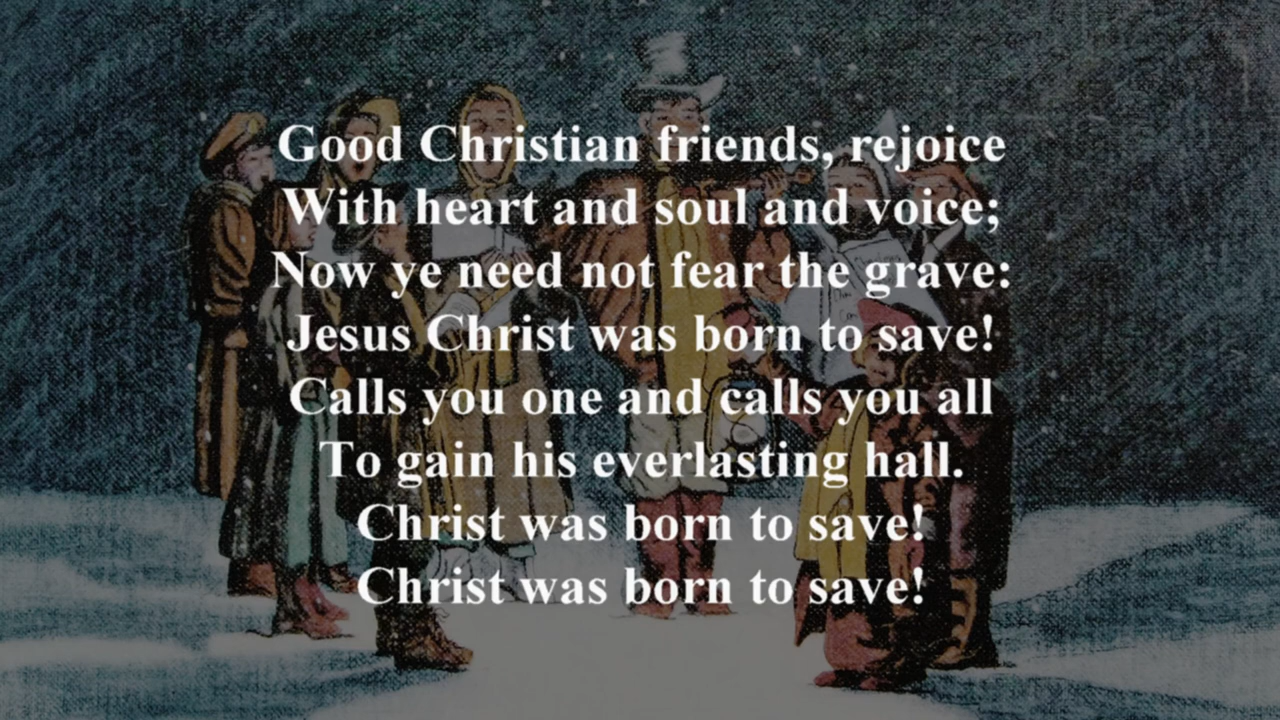 Good Christian friends, rejoice
With heart and soul and voice;
Now ye need not fear the grave:
Jesus Christ was born to save!
Calls you one and calls you all
To gain his everlasting hall.
Christ was born to save!
Christ was born to save!